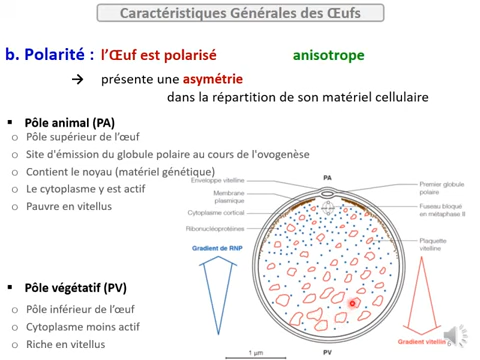 Caractéristiques Générales des Œufs
b. Polarité : l'Œuf est polarisé anisotrope
→ présente une asymétrie
dans la répartition de son matériel cellulaire
▪ Pôle animal (PA)
o Pôle supérieur de l'œuf
o Site d'émission du globule polaire au cours de l'ovogenèse
o Contient le noyau (matériel génétique)
o Le cytoplasme y est actif
o Pauvre en vitellus
Enveloppe vitelline
Membrane
plasmique
Cytoplasme cortical
Ribonucléoprotéines
Gradient de RNP
PA
Premier globule
polaire
Fuseau bloqué
en métaphase II
Plaquette
vitelline
▪ Pôle végétatif (PV)
o Pôle inférieur de l'œuf
o Cytoplasme moins actif
o Riche en vitellus
Gradient vitellin
PV
1 µm
6